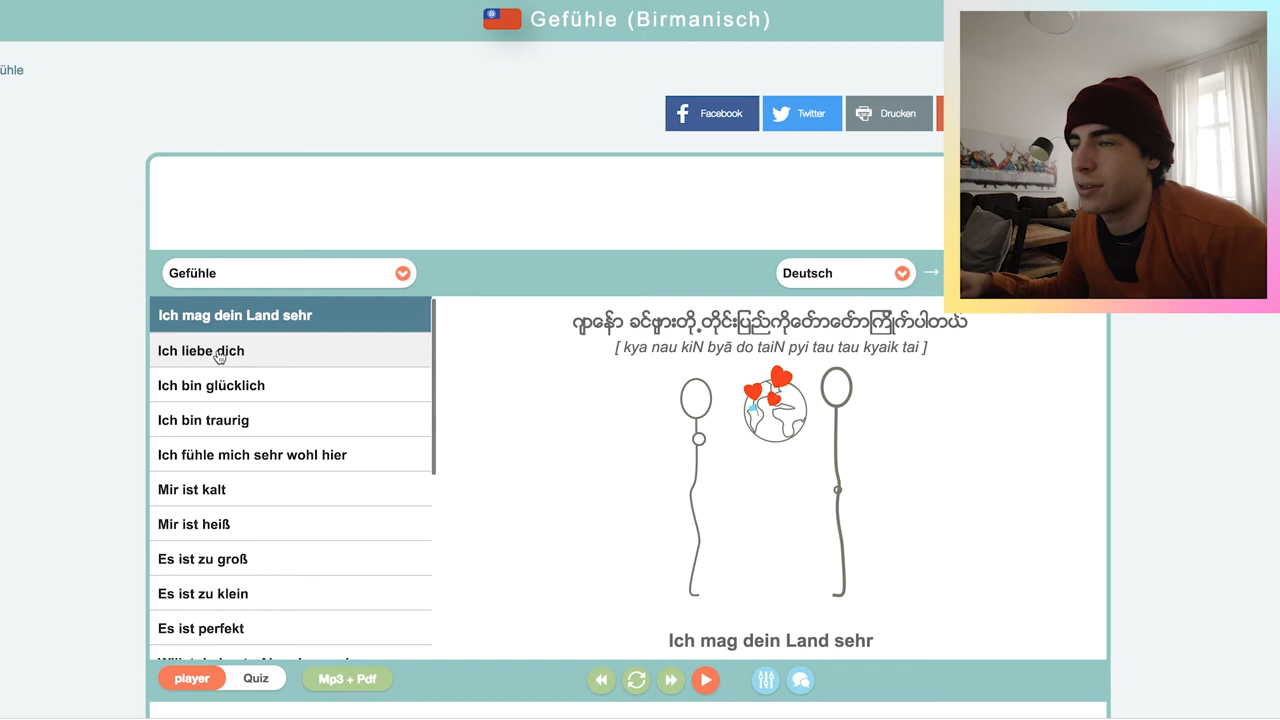 Gefühle (Birmanisch)
ühle
Facebook
Twitter
Drucken
Gefühle
Deutsch
Ich mag dein Land sehr
Ich liebe dich
Ich bin glücklich
Ich bin traurig
Ich fühle mich sehr wohl hier
Mir ist kalt
Mir ist heiß
Es ist zu groß
Es ist zu klein
Es ist perfekt
ကျာနော် ခင်ဗျားတို့တိုင်းပြည်ကိုတော်တော်ကြိုက်ပါတယ်
[ kya nau kiN byā do taiN pyi tau tau kyaik tai ]
Ich mag dein Land sehr
player
Quiz
Mp3 + Pdf